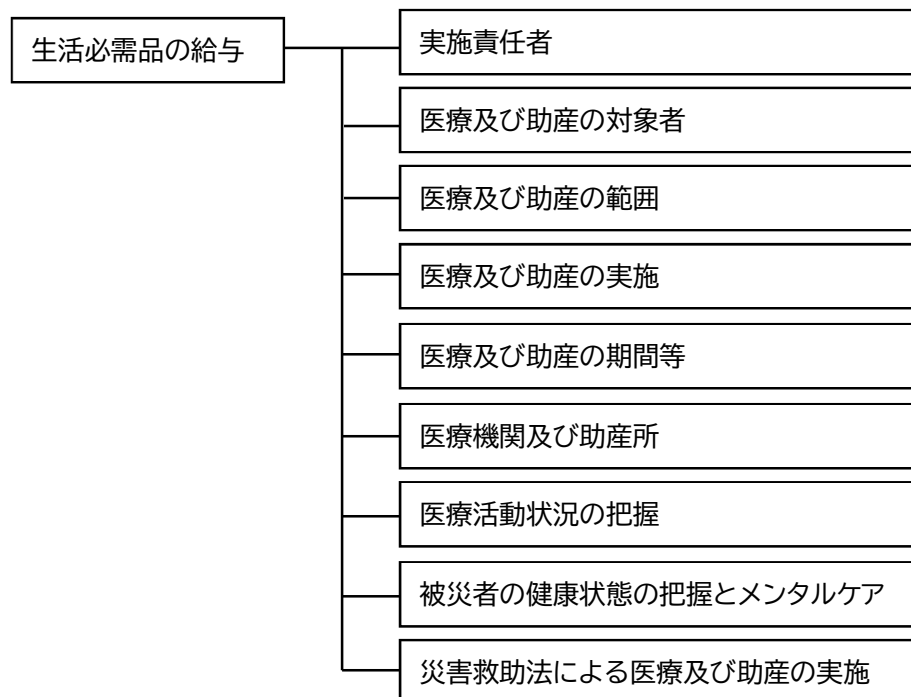 生活必需品の給与
実施責任者
医療及び助産の対象者
医療及び助産の範囲
医療及び助産の実施
医療及び助産の期間等
医療機関及び助産所
医療活動状況の把握
被災者の健康状態の把握とメンタルケア
災害救助法による医療及び助産の実施